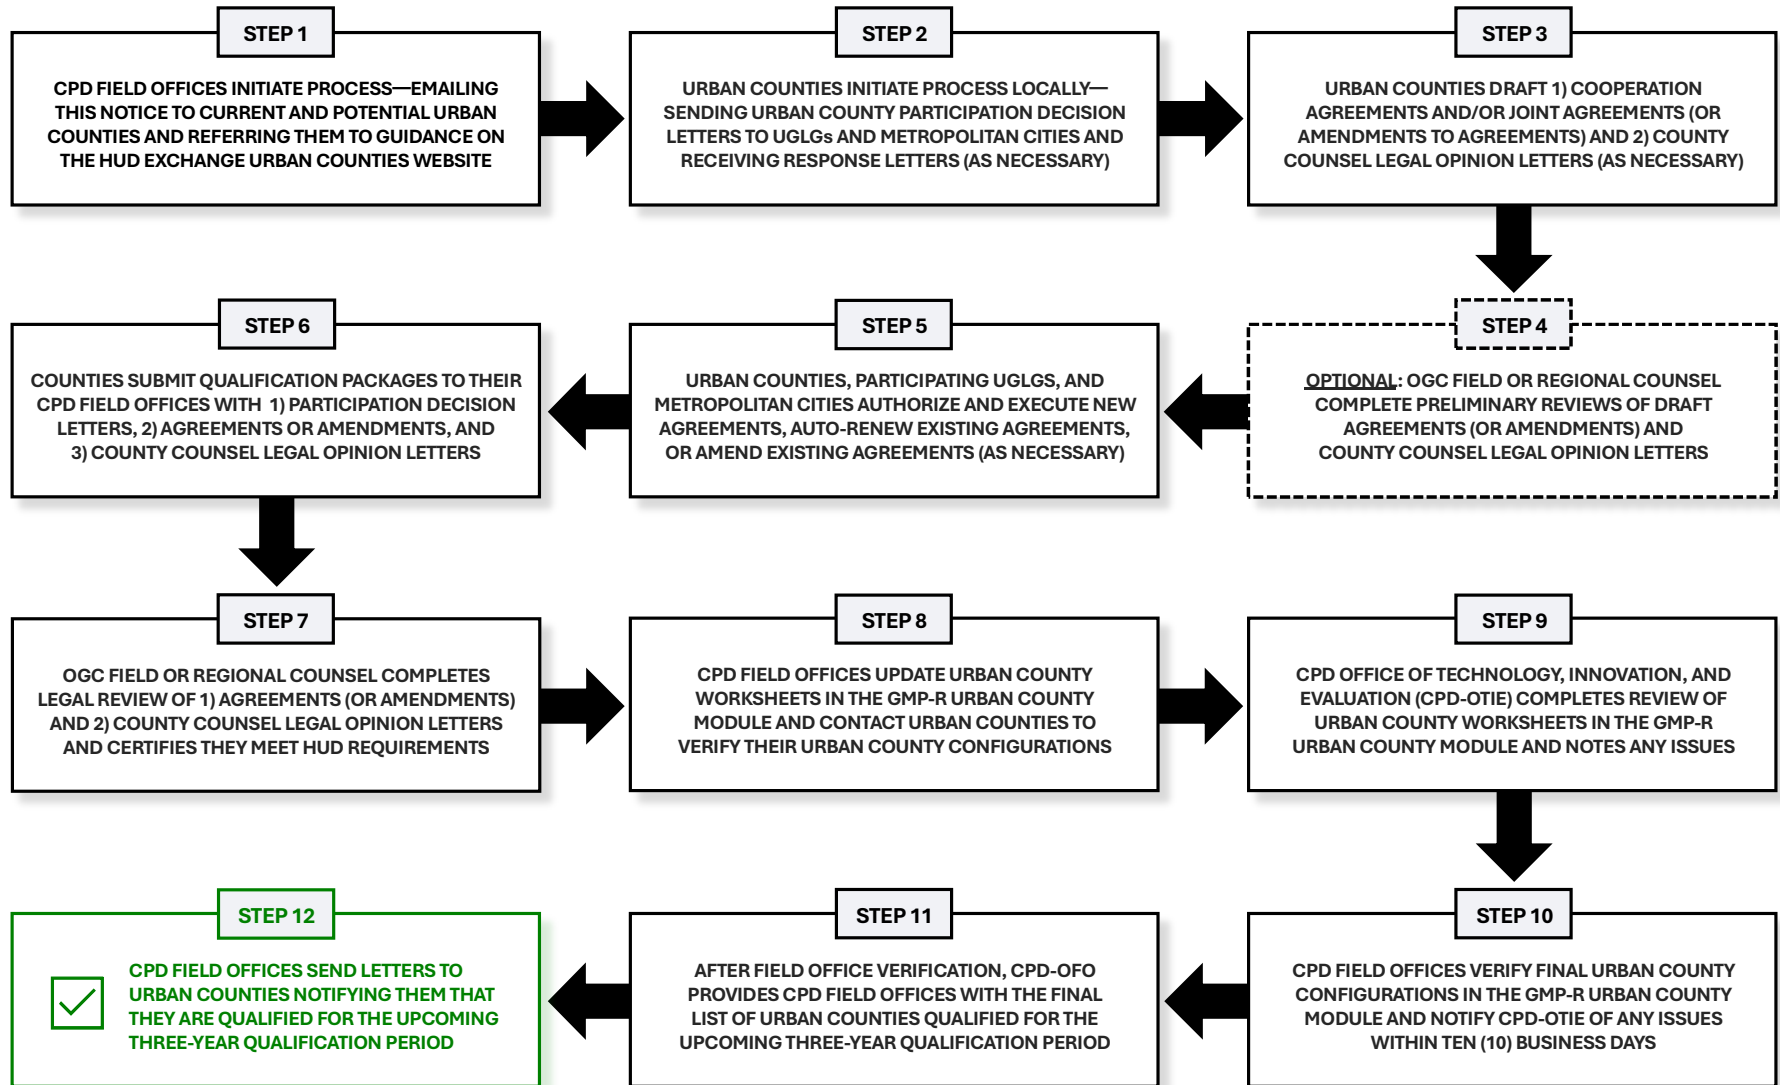 STEP 1
CPD FIELD OFFICES INITIATE PROCESS—EMAILING
THIS NOTICE TO CURRENT AND POTENTIAL URBAN
COUNTIES AND REFERRING THEM TO GUIDANCE ON
THE HUD EXCHANGE URBAN COUNTIES WEBSITE
STEP 2
URBAN COUNTIES INITIATE PROCESS LOCALLY—
SENDING URBAN COUNTY PARTICIPATION DECISION
LETTERS TO UGLGs AND METROPOLITAN CITIES AND
RECEIVING RESPONSE LETTERS (AS NECESSARY)
STEP 3
URBAN COUNTIES DRAFT 1) COOPERATION
AGREEMENTS AND/OR JOINT AGREEMENTS (OR
AMENDMENTS TO AGREEMENTS) AND 2) COUNTY
COUNSEL LEGAL OPINION LETTERS (AS NECESSARY)
STEP 4
OPTIONAL: OGC FIELD OR REGIONAL COUNSEL
COMPLETE PRELIMINARY REVIEWS OF DRAFT
AGREEMENTS (OR AMENDMENTS) AND
COUNTY COUNSEL LEGAL OPINION LETTERS
STEP 5
URBAN COUNTIES, PARTICIPATING UGLGS, AND
METROPOLITAN CITIES AUTHORIZE AND EXECUTE NEW
AGREEMENTS, AUTO-RENEW EXISTING AGREEMENTS,
OR AMEND EXISTING AGREEMENTS (AS NECESSARY)
STEP 6
COUNTIES SUBMIT QUALIFICATION PACKAGES TO THEIR
CPD FIELD OFFICES WITH 1) PARTICIPATION DECISION
LETTERS, 2) AGREEMENTS OR AMENDMENTS, AND
3) COUNTY COUNSEL LEGAL OPINION LETTERS
STEP 7
OGC FIELD OR REGIONAL COUNSEL COMPLETES
LEGAL REVIEW OF 1) AGREEMENTS (OR AMENDMENTS)
AND 2) COUNTY COUNSEL LEGAL OPINION LETTERS
AND CERTIFIES THEY MEET HUD REQUIREMENTS
STEP 8
CPD FIELD OFFICES UPDATE URBAN COUNTY
WORKSHEETS IN THE GMP-R URBAN COUNTY
MODULE AND CONTACT URBAN COUNTIES TO
VERIFY THEIR URBAN COUNTY CONFIGURATIONS
STEP 9
CPD OFFICE OF TECHNOLOGY, INNOVATION, AND
EVALUATION (CPD-OTIE) COMPLETES REVIEW OF
URBAN COUNTY WORKSHEETS IN THE GMP-R
URBAN COUNTY MODULE AND NOTES ANY ISSUES
STEP 10
CPD FIELD OFFICES VERIFY FINAL URBAN COUNTY
CONFIGURATIONS IN THE GMP-R URBAN COUNTY
MODULE AND NOTIFY CPD-OTIE OF ANY ISSUES
WITHIN TEN (10) BUSINESS DAYS
STEP 11
AFTER FIELD OFFICE VERIFICATION, CPD-OFO
PROVIDES CPD FIELD OFFICES WITH THE FINAL
LIST OF URBAN COUNTIES QUALIFIED FOR THE
UPCOMING THREE-YEAR QUALIFICATION PERIOD
STEP 12
CPD FIELD OFFICES SEND LETTERS TO
URBAN COUNTIES NOTIFYING THEM THAT
THEY ARE QUALIFIED FOR THE UPCOMING
THREE-YEAR QUALIFICATION PERIOD